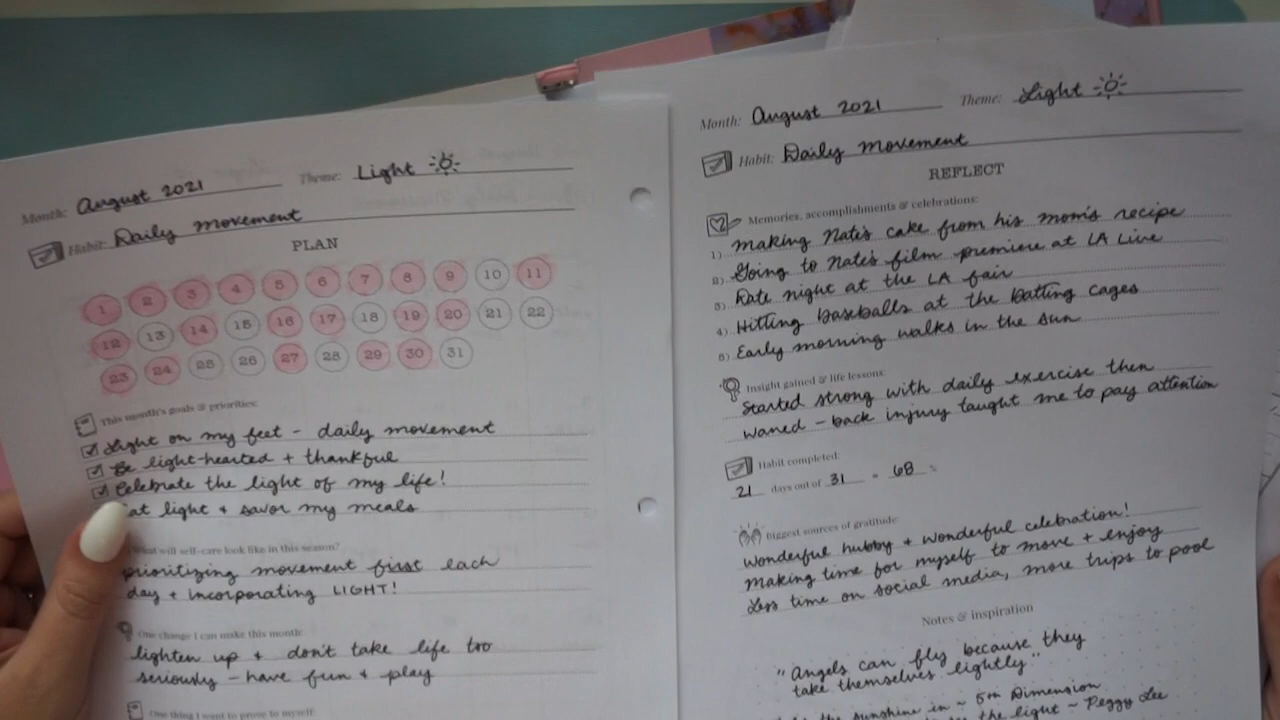 Month: August 2021 Theme: Light
Habit: Daily movement
PLAN
1 2 3 4 5 6 7 8 9 10 11
12 13 14 15 16 17 18 19 20 21 22
23 24 25 26 27 28 29 30 31
This month's goals & priorities:
Light on my feet - daily movement
Be light-hearted + thankful
Celebrate the light of my life!
at light + savor my meals
What will self-care look like in this season?
prioritizing movement first each
day + incorporating LIGHT!
One change I can make this month:
lighten up + don't take life too
seriously - have fun + play
One thing I want to prove to myself:
Month: August 2021 Theme: Light
Habit: Daily movement
REFLECT
Memories, accomplishments & celebrations:
1) making Nate's cake from his mom's recipe
2) Going to Nate's film premiere at LA Live
3) Date night at the LA fair
4) Hitting baseballs at the batting cages
5) Early morning walks in the sun
Insight gained & life lessons:
Started strong with daily exercise then
waned - back injury taught me to pay attention
Habit completed:
21 days out of 31 = 68 %
Biggest sources of gratitude:
wonderful hubby + wonderful celebration!
making time for myself to move + enjoy
Less time on social media, more trips to pool
Notes & inspiration
"Angels can fly because they
take themselves lightly"
the sunshine in ~ 5th Dimension
the light ~ Peggy Lee